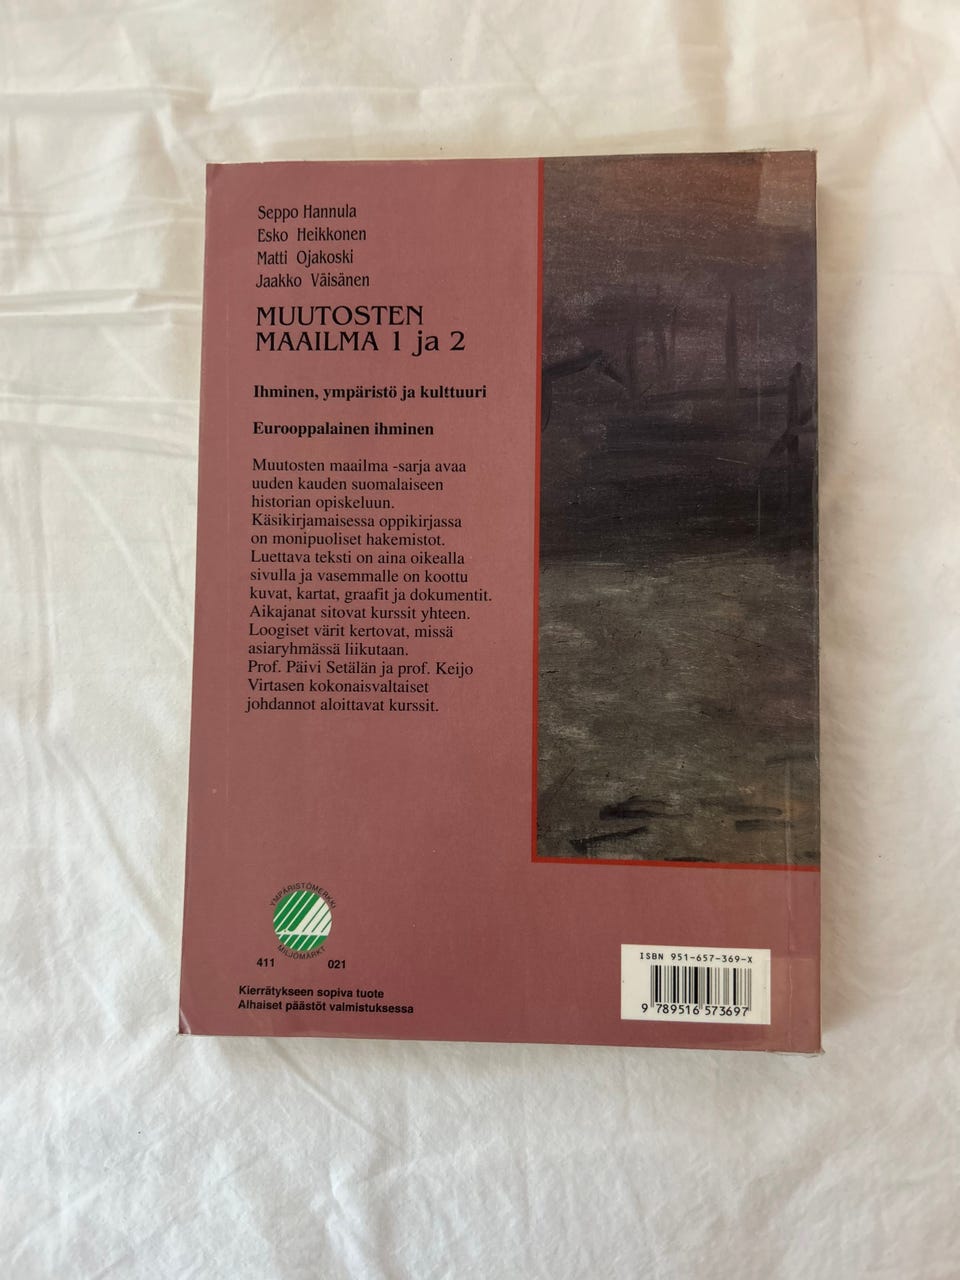 Seppo Hannula
Esko Heikkonen
Matti Ojakoski
Jaakko Väisänen
MUUTOSTEN
MAAILMA 1 ja 2
Ihminen, ympäristö ja kulttuuri
Eurooppalainen ihminen
Muutosten maailma -sarja avaa
uuden kauden suomalaiseen
historian opiskeluun.
Käsikirjamaisessa oppikirjassa
on monipuoliset hakemistot.
Luettava teksti on aina oikealla
sivulla ja vasemmalle on koottu
kuvat, kartat, graafit ja dokumentit.
Aikajanat sitovat kurssit yhteen.
Loogiset värit kertovat, missä
asiaryhmässä liikutaan.
Prof. Päivi Setälän ja prof. Keijo
Virtasen kokonaisvaltaiset
johdannot aloittavat kurssit.
YMPÄRISTÖMERKKI
MILJÖMÄRKT
411 021
Kierrätykseen sopiva tuote
Alhaiset päästöt valmistuksessa
ISBN 951-657-369-X
9 789516 573697